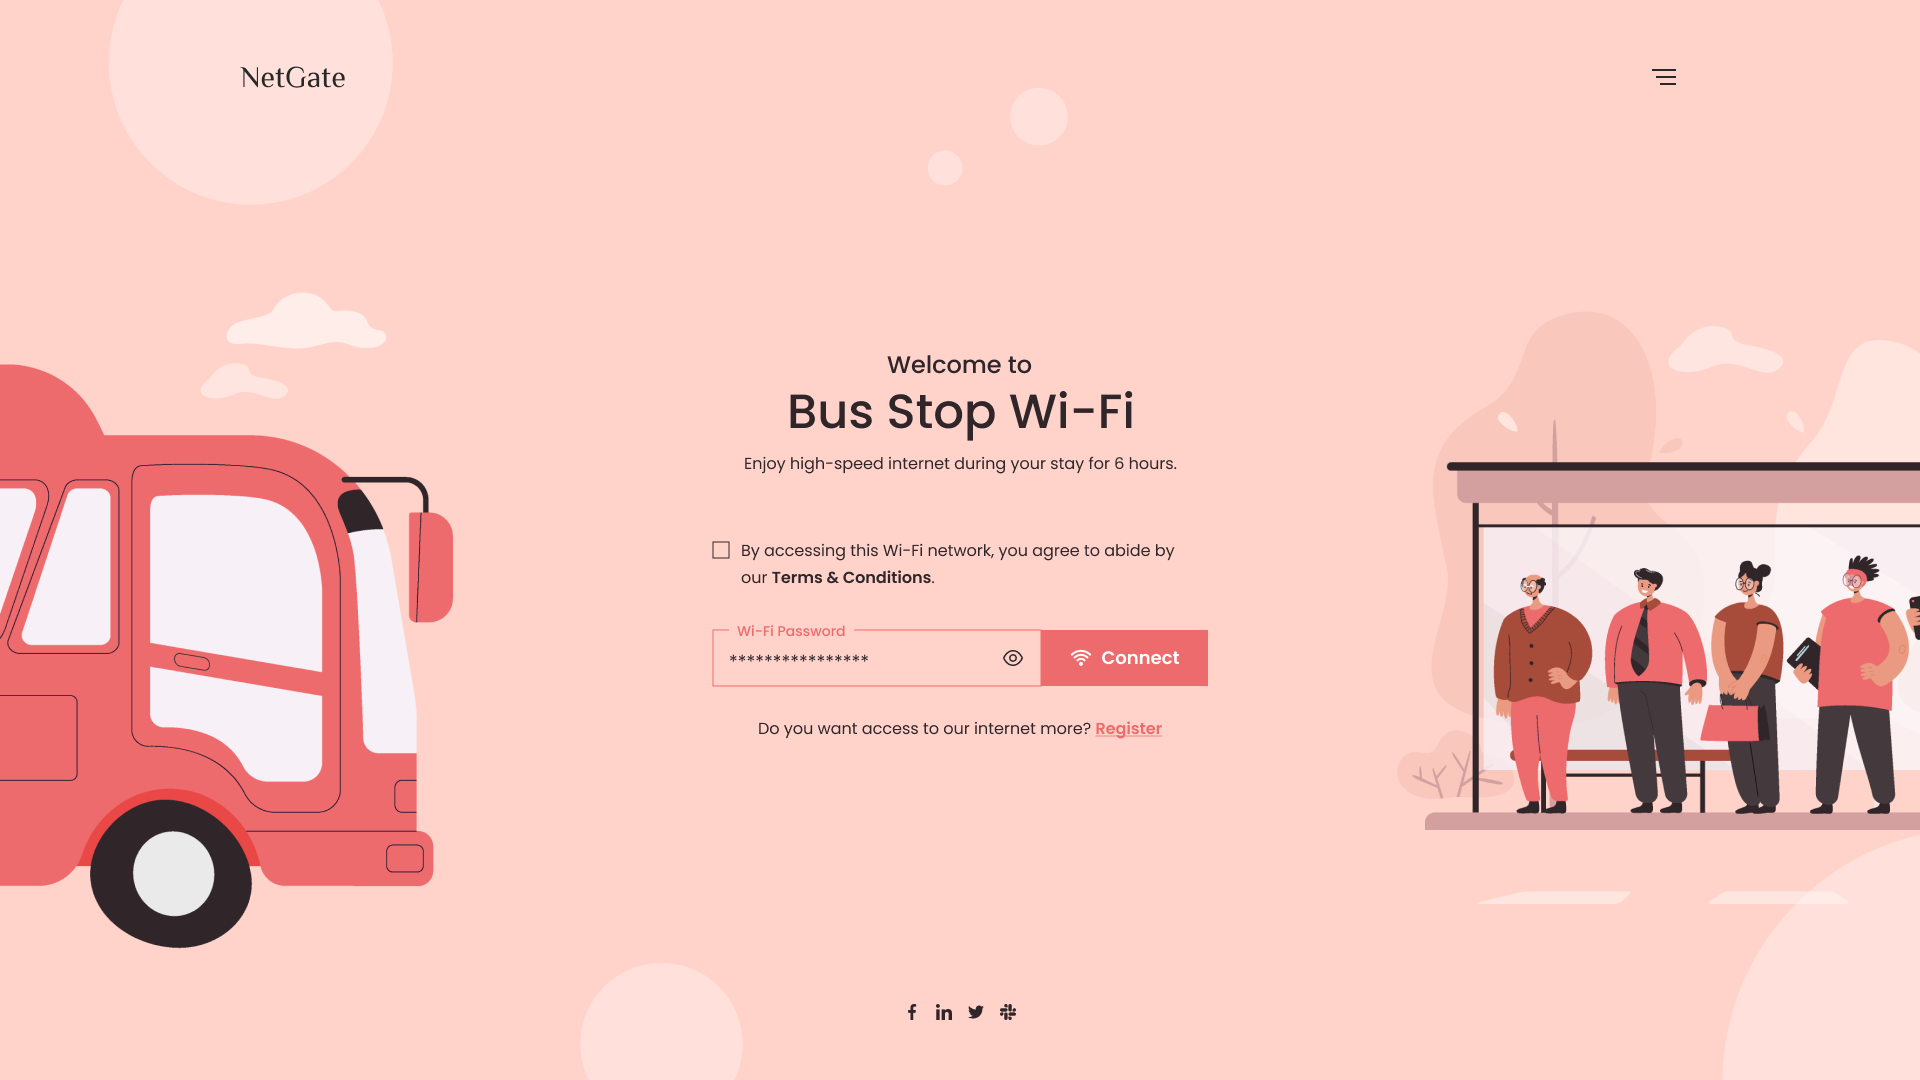 NetGate
Welcome to
Bus Stop Wi-Fi
Enjoy high-speed internet during your stay for 6 hours.
By accessing this Wi-Fi network, you agree to abide by
our Terms & Conditions.
Wi-Fi Password
****************
Connect
Do you want access to our internet more? Register